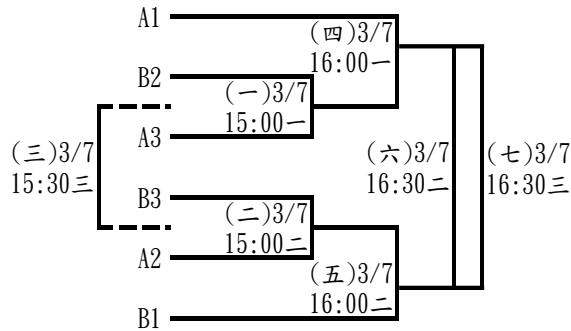 A1
(四)3/7
16:00一
B2
(一)3/7
15:00一
A3
(三)3/7
15:30三
(六)3/7
16:30二
(七)3/7
16:30三
B3
(二)3/7
15:00二
A2
(五)3/7
16:00二
B1